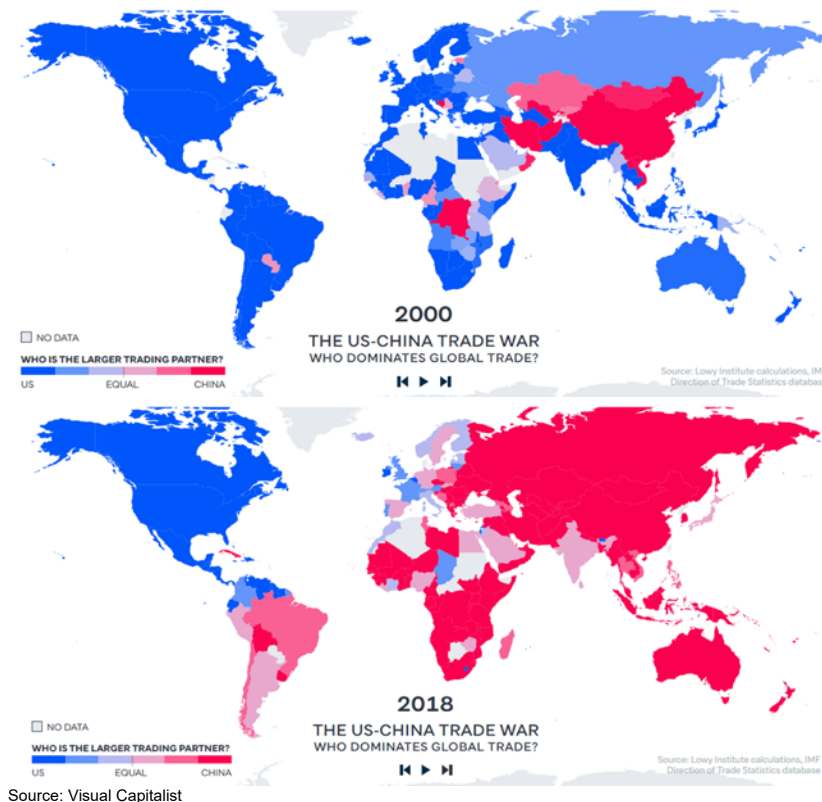 2000
THE US-CHINA TRADE WAR
WHO DOMINATES GLOBAL TRADE?
NO DATA
WHO IS THE LARGER TRADING PARTNER?
US EQUAL CHINA
Source: Lowy Institute calculations, IM
Direction of Trade Statistics databas
2018
THE US-CHINA TRADE WAR
WHO DOMINATES GLOBAL TRADE?
NO DATA
WHO IS THE LARGER TRADING PARTNER?
US EQUAL CHINA
Source: Lowy Institute calculations, IMF
Direction of Trade Statistics database
Source: Visual Capitalist